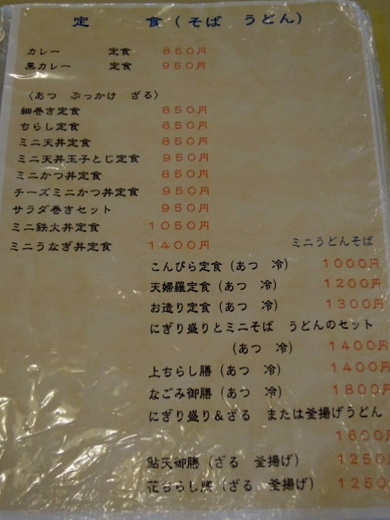 定　　食(そば　うどん)
カレー　　　定食　　８５０円
黒カレー　　定食　　９５０円
〈あつ　ぶっかけ　ざる〉
細巻き定食　　８５０円
ちらし定食　　８５０円
ミニ天丼定食　　８５０円
ミニ天丼玉子とじ定食　　９５０円
ミニかつ丼定食　　８５０円
チーズミニかつ丼定食　　９５０円
サラダ巻きセット　　９５０円
ミニ鉄火丼定食　　１０５０円
ミニうなぎ丼定食　　１４００円
ミニうどんそば
こんぴら定食(あつ　冷)　　１０００円
天婦羅定食(あつ　冷)　　１２００円
お造り定食(あつ　冷)　　１３００円
にぎり盛りとミニそば　うどんのセット
(あつ　冷)　　１４００円
上ちらし膳(あつ　冷)　　１４００円
なごみ御膳(あつ　冷)　　１８００円
にぎり盛り＆ざる　または釜揚げうどん
１６００円
鮎天御膳(ざる　釜揚げ)　　１２５０
花ちらし膳(ざる　釜揚げ)　　１２５０